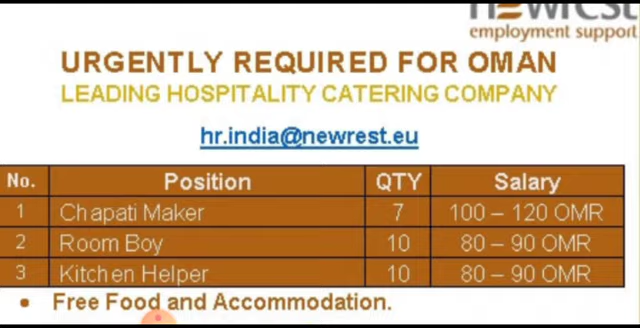 newrest
employment support
URGENTLY REQUIRED FOR OMAN
LEADING HOSPITALITY CATERING COMPANY
hr.india@newrest.eu
No. Position QTY Salary
1 Chapati Maker 7 100 – 120 OMR
2 Room Boy 10 80 – 90 OMR
3 Kitchen Helper 10 80 – 90 OMR
• Free Food and Accommodation.